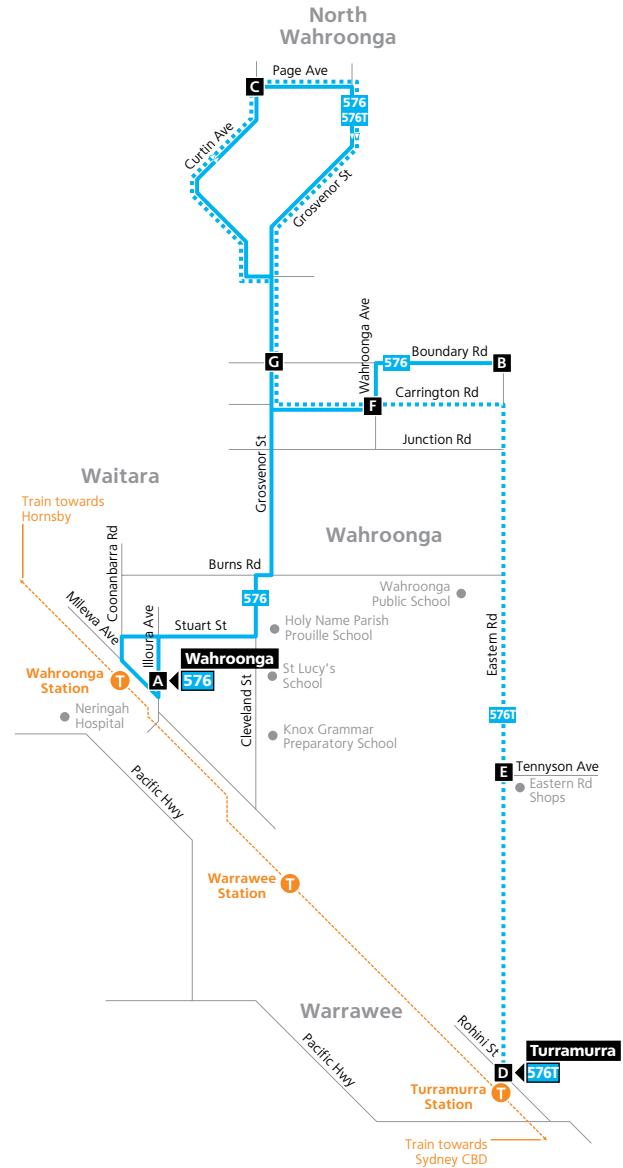 North
Wahroonga
Page Ave
C
576
576T
Curtin Ave
Grosvenor St
Wahroonga Ave
G
576
Boundary Rd
B
Carrington Rd
F
Junction Rd
Grosvenor St
Waitara
Train towards
Hornsby
Coonanbarra Rd
Wahroonga
Burns Rd
Wahroonga
Public School
576
Milewa Ave
Illoura Ave
Stuart St
Holy Name Parish
Prouille School
Eastern Rd
Wahroonga
Station
T
A
Wahroonga
576
St Lucy's
School
Cleveland St
Neringah
Hospital
576T
Knox Grammar
Preparatory School
Pacific Hwy
E
Tennyson Ave
Eastern Rd
Shops
Warrawee
Station
T
Warrawee
Rohini St
Pacific Hwy
Turramurra
D
576T
Turramurra
Station
T
Train towards
Sydney CBD